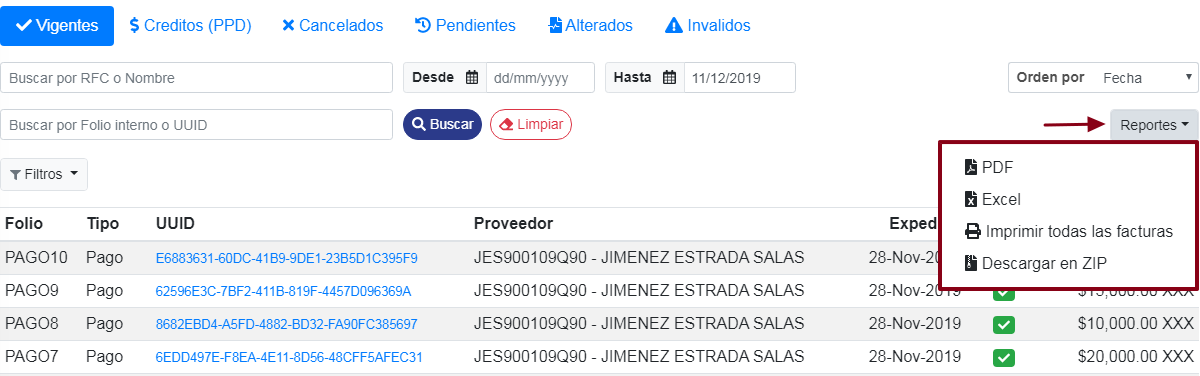 Vigentes Creditos (PPD) Cancelados Pendientes Alterados Invalidos
Buscar por RFC o Nombre Desde dd/mm/yyyy Hasta 11/12/2019 Orden por Fecha
Buscar por Folio interno o UUID Buscar Limpiar Reportes
PDF
Filtros
Excel
Folio Tipo UUID Proveedor Exped
Imprimir todas las facturas
PAGO10 Pago E6883631-60DC-41B9-9DE1-23B5D1C395F9 JES900109Q90 - JIMENEZ ESTRADA SALAS 28-Nov-2019
Descargar en ZIP
PAGO9 Pago 62596E3C-7BF2-411B-819F-4457D096369A JES900109Q90 - JIMENEZ ESTRADA SALAS 28-Nov-2019 $15,000.00 XXX
PAGO8 Pago 8682EBD4-A5FD-4882-BD32-FA90FC385697 JES900109Q90 - JIMENEZ ESTRADA SALAS 28-Nov-2019 $10,000.00 XXX
PAGO7 Pago 6EDD497E-F8EA-4E11-8D56-48CFF5AFEC31 JES900109Q90 - JIMENEZ ESTRADA SALAS 28-Nov-2019 $20,000.00 XXX